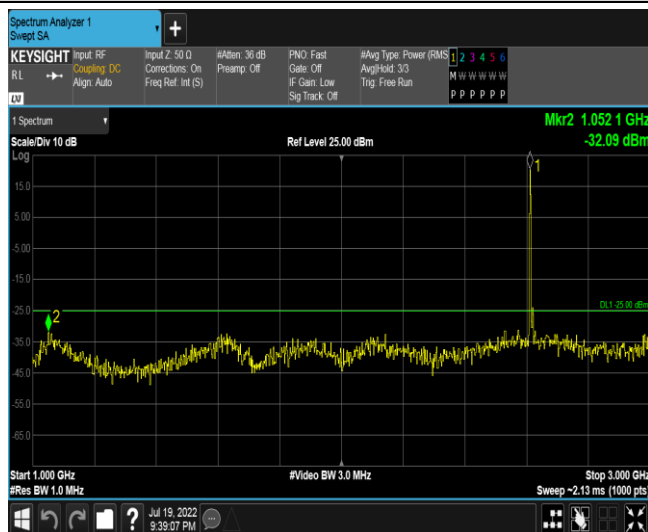 Spectrum Analyzer 1
Swept SA
+
KEYSIGHT
RL
LXI
Input: RF
Coupling: DC
Align: Auto
Input Z: 50 Ω
Corrections: On
Freq Ref: Int (S)
#Atten: 36 dB
Preamp: Off
PNO: Fast
Gate: Off
IF Gain: Low
Sig Track: Off
#Avg Type: Power (RMS
Avg|Hold: 3/3
Trig: Free Run
1 2 3 4 5 6
M W W W W W
P P P P P P
1 Spectrum
Mkr2 1.052 1 GHz
Scale/Div 10 dB
Ref Level 25.00 dBm
-32.09 dBm
Log
1
15.0
5.00
-5.00
-15.0
-25.0
DL1 -25.00 dBm
2
-35.0
-45.0
-55.0
-65.0
Start 1.000 GHz
#Video BW 3.0 MHz
Stop 3.000 GHz
#Res BW 1.0 MHz
Sweep ~2.13 ms (1000 pts)
?
Jul 19, 2022
9:39:07 PM